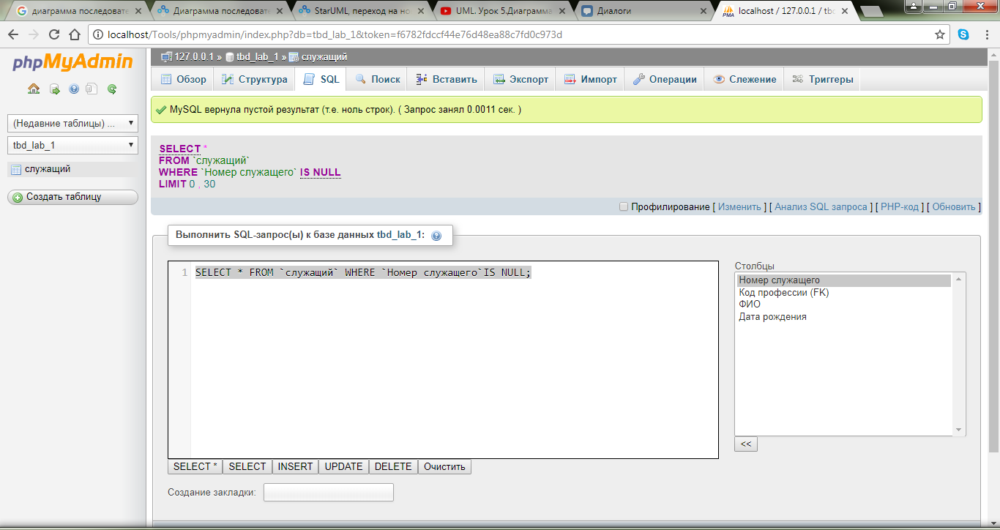 диаграмма последовате
Диаграмма последовате
StarUML, переход на но
UML. Урок 5.Диаграмма
Диалоги
localhost / 127.0.0.1 / tbd
localhost/Tools/phpmyadmin/index.php?db=tbd_lab_1&token=f6782fdccf44e76d48ea88c7fd0c973d
phpMyAdmin
(Недавние таблицы) ...
tbd_lab_1
служащий
Создать таблицу
127.0.0.1 » tbd_lab_1 » служащий
Обзор
Структура
SQL
Поиск
Вставить
Экспорт
Импорт
Операции
Слежение
Триггеры
MySQL вернула пустой результат (т.е. ноль строк). ( Запрос занял 0.0011 сек. )
SELECT *
FROM `служащий`
WHERE `Номер служащего` IS NULL
LIMIT 0 , 30
Профилирование [ Изменить ] [ Анализ SQL запроса ] [ PHP-код ] [ Обновить ]
Выполнить SQL-запрос(ы) к базе данных tbd_lab_1:
1 SELECT * FROM `служащий` WHERE `Номер служащего`IS NULL;
Столбцы
Номер служащего
Код профессии (FK)
ФИО
Дата рождения
<<
SELECT *
SELECT
INSERT
UPDATE
DELETE
Очистить
Создание закладки: